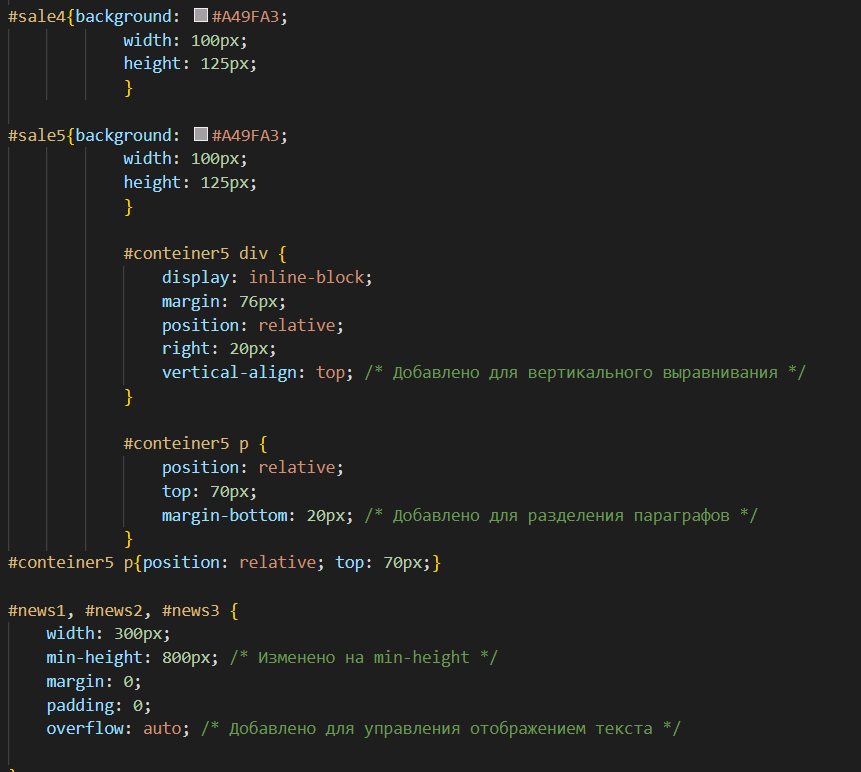 #sale4{background: #A49FA3;
width: 100px;
height: 125px;
}
#sale5{background: #A49FA3;
width: 100px;
height: 125px;
}
#conteiner5 div {
display: inline-block;
margin: 76px;
position: relative;
right: 20px;
vertical-align: top; /* Добавлено для вертикального выравнивания */
}
#conteiner5 p {
position: relative;
top: 70px;
margin-bottom: 20px; /* Добавлено для разделения параграфов */
}
#conteiner5 p{position: relative; top: 70px;}
#news1, #news2, #news3 {
width: 300px;
min-height: 800px; /* Изменено на min-height */
margin: 0;
padding: 0;
overflow: auto; /* Добавлено для управления отображением текста */
}